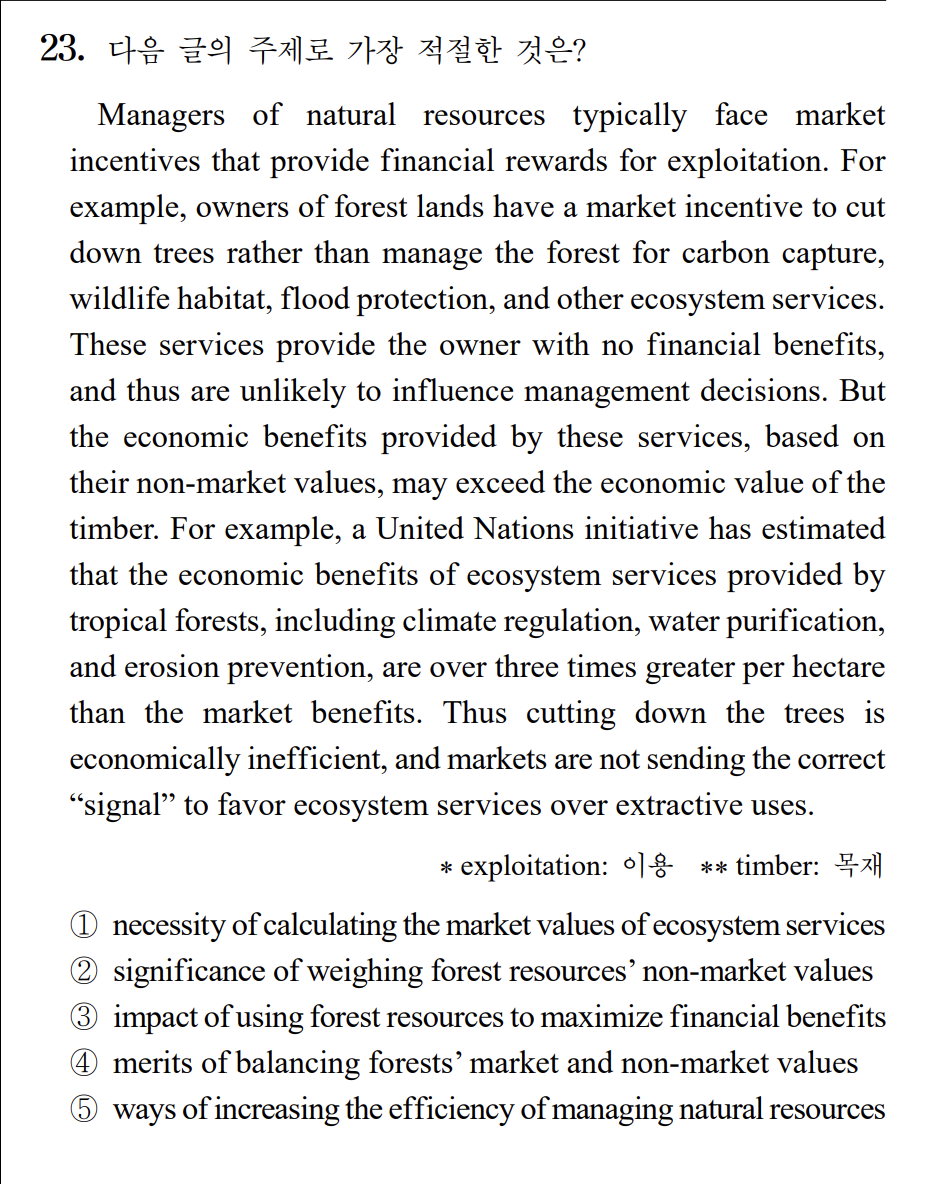 23. 다음 글의 주제로 가장 적절한 것은?
Managers of natural resources typically face market
incentives that provide financial rewards for exploitation. For
example, owners of forest lands have a market incentive to cut
down trees rather than manage the forest for carbon capture,
wildlife habitat, flood protection, and other ecosystem services.
These services provide the owner with no financial benefits,
and thus are unlikely to influence management decisions. But
the economic benefits provided by these services, based on
their non-market values, may exceed the economic value of the
timber. For example, a United Nations initiative has estimated
that the economic benefits of ecosystem services provided by
tropical forests, including climate regulation, water purification,
and erosion prevention, are over three times greater per hectare
than the market benefits. Thus cutting down the trees is
economically inefficient, and markets are not sending the correct
“signal” to favor ecosystem services over extractive uses.
* exploitation: 이용 ** timber: 목재
① necessity of calculating the market values of ecosystem services
② significance of weighing forest resources’ non-market values
③ impact of using forest resources to maximize financial benefits
④ merits of balancing forests’ market and non-market values
⑤ ways of increasing the efficiency of managing natural resources